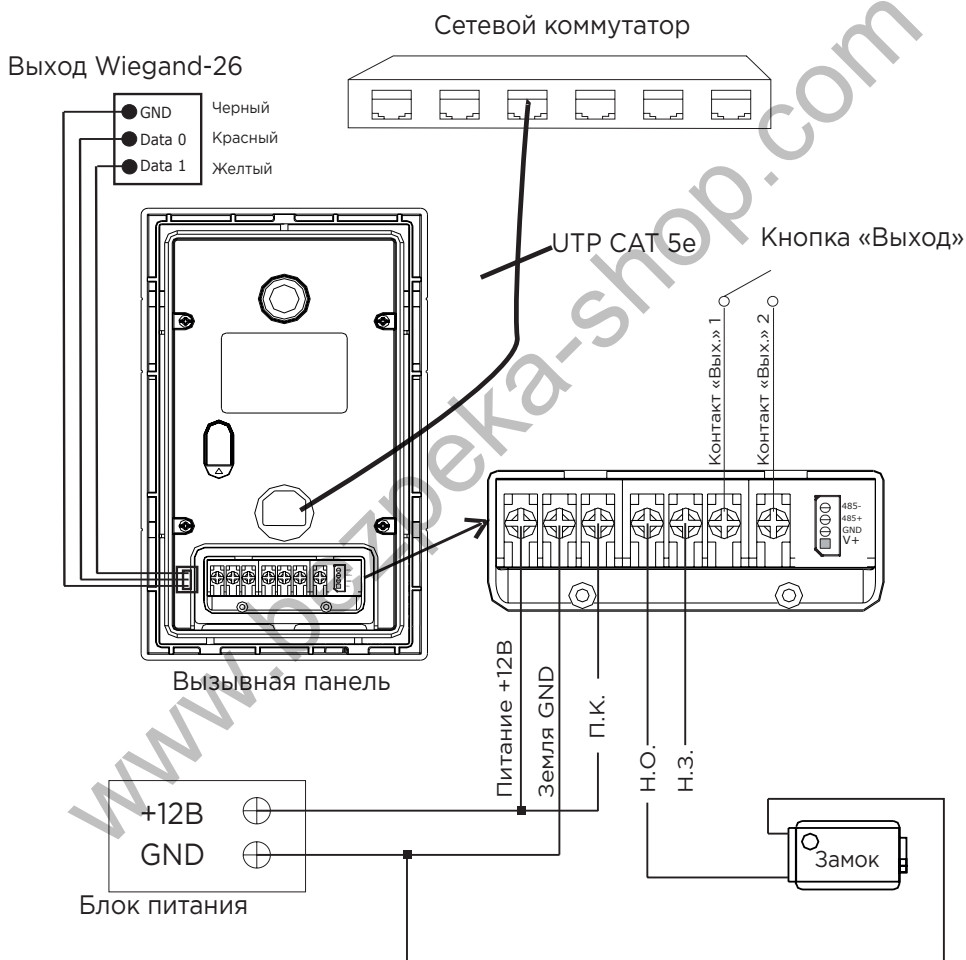 Сетевой коммутатор
Выход Wiegand-26
GND Черный
Data 0 Красный
Data 1 Желтый
UTP CAT 5e
Кнопка «Выход»
Контакт «Вых.» 1
Контакт «Вых.» 2
485-
485+
GND
V+
Вызывная панель
Питание +12В
Земля GND
П.К.
Н.О.
Н.З.
+12В
GND
Блок питания
Замок
www.bezpeka-shop.com